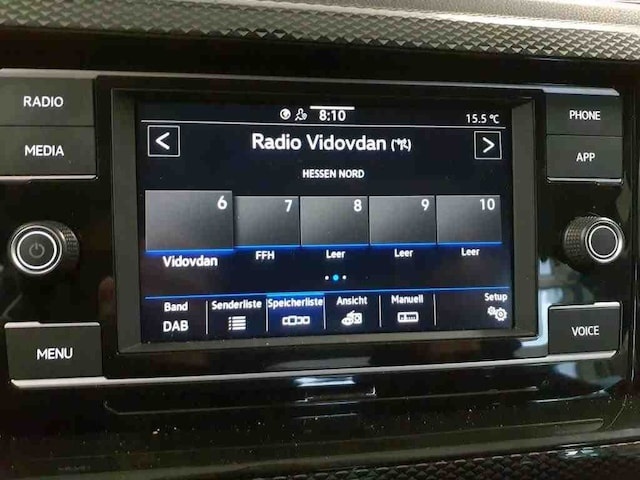 RADIO
MEDIA
MENU
PHONE
APP
VOICE
8:10
15.5 °C
<
Radio Vidovdan
>
HESSEN NORD
6 7 8 9 10
Vidovdan FFH Leer Leer Leer
Band Senderliste Speicherliste Ansicht Manuell Setup
DAB